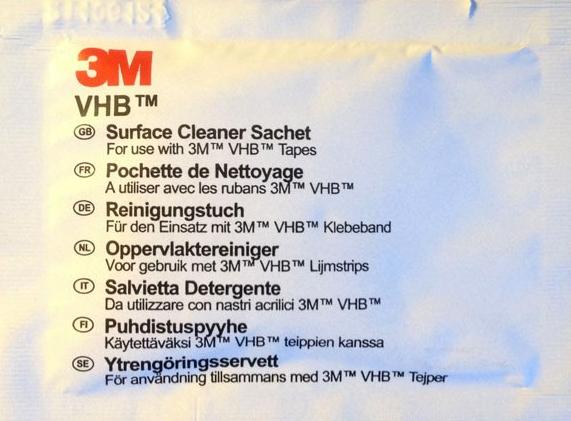 3M
VHB™
GB Surface Cleaner Sachet
For use with 3M™ VHB™ Tapes
FR Pochette de Nettoyage
A utiliser avec les rubans 3M™ VHB™
DE Reinigungstuch
Für den Einsatz mit 3M™ VHB™ Klebeband
NL Oppervlaktereiniger
Voor gebruik met 3M™ VHB™ Lijmstrips
IT Salvietta Detergente
Da utilizzare con nastri acrilici 3M™ VHB™
FI Puhdistuspyyhe
Käytettäväksi 3M™ VHB™ teippien kanssa
SE Ytrengöringsservett
För användning tillsammans med 3M™ VHB™ Tejper